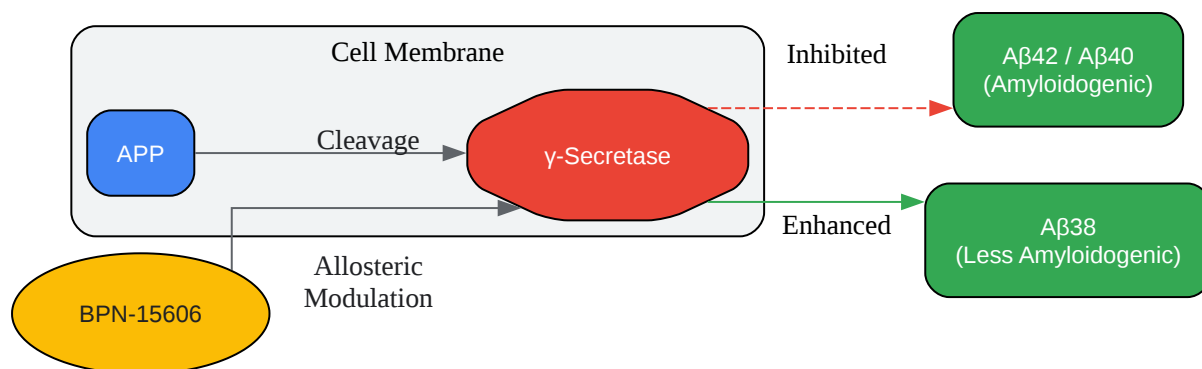 Cell Membrane
Inhibited
Aβ42 / Aβ40
(Amyloidogenic)
APP
Cleavage
γ-Secretase
Enhanced
Aβ38
(Less Amyloidogenic)
Allosteric
Modulation
BPN-15606